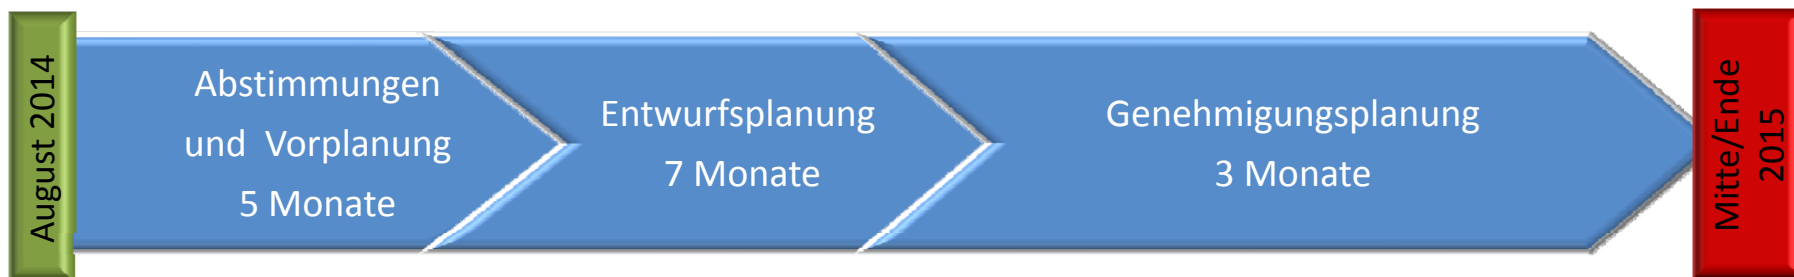 August 2014
Abstimmungen
und Vorplanung
5 Monate
Entwurfsplanung
7 Monate
Genehmigungsplanung
3 Monate
Mitte/Ende
2015